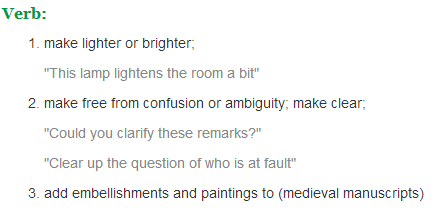 Verb:
1. make lighter or brighter;
"This lamp lightens the room a bit"
2. make free from confusion or ambiguity; make clear;
"Could you clarify these remarks?"
"Clear up the question of who is at fault"
3. add embellishments and paintings to (medieval manuscripts)